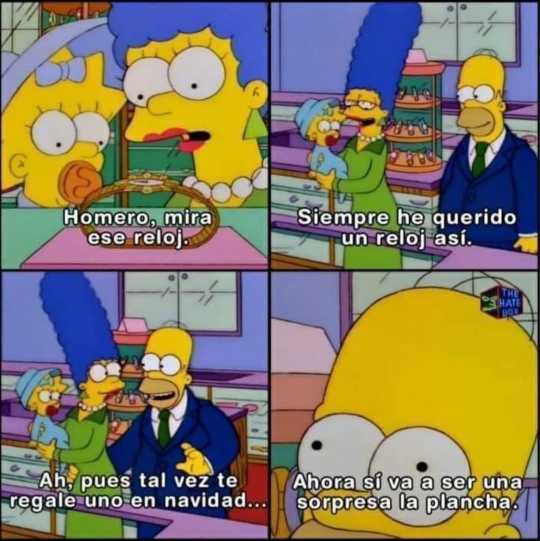 Homero, mira
ese reloj.
Siempre he querido
un reloj así.
Ah, pues tal vez te
regale uno en navidad...
THE
HATE
BOX
Ahora sí va a ser una
sorpresa la plancha.